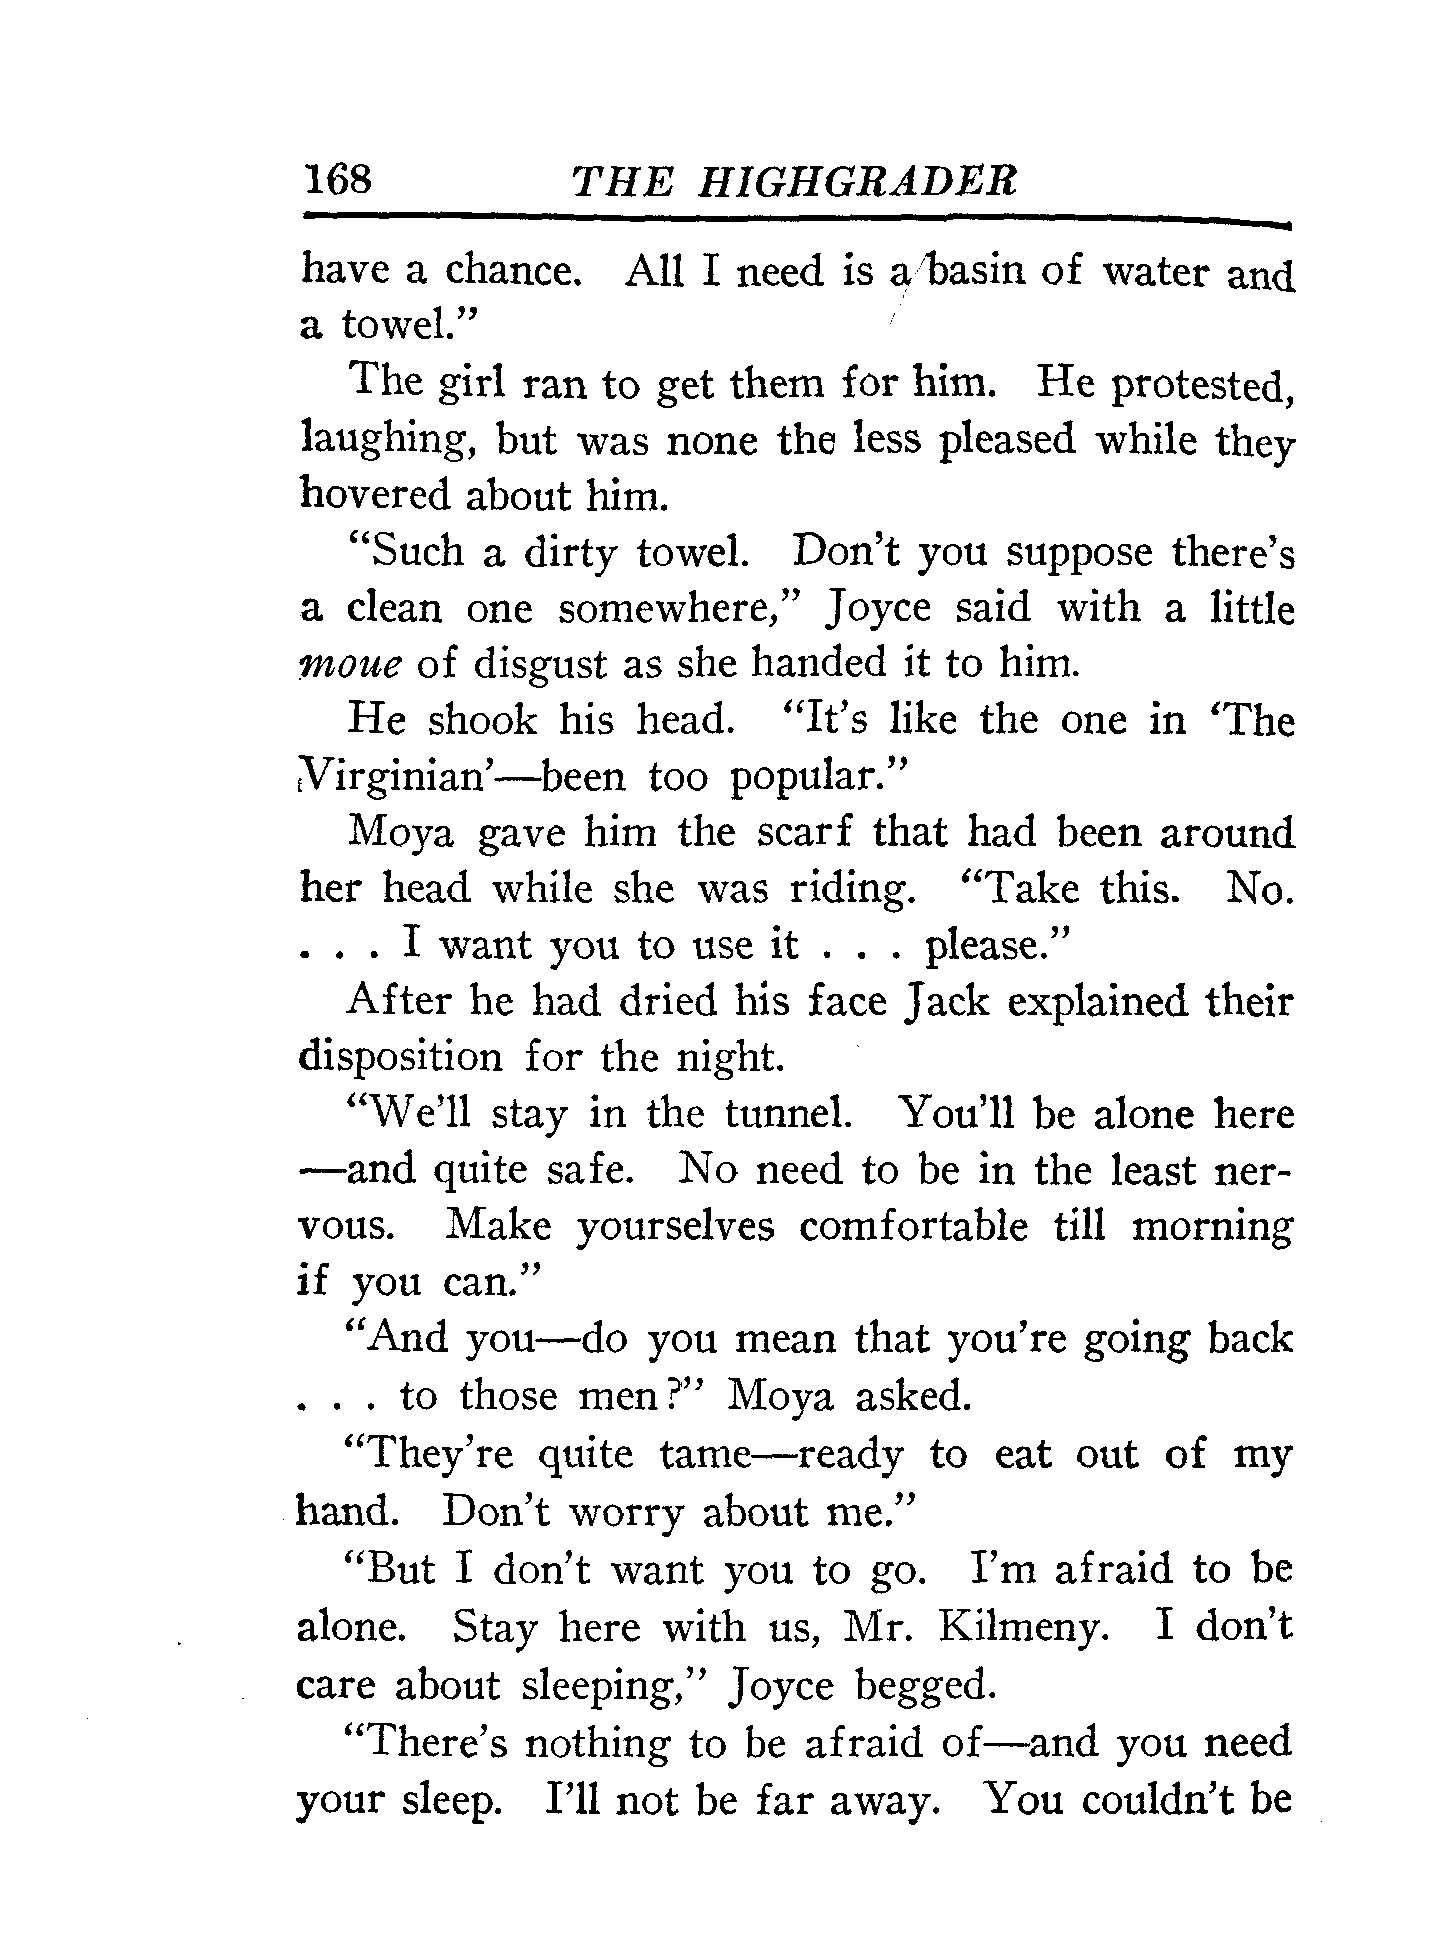 168 THE HIGHGRADER
have a chance. All I need is a basin of water and
a towel.”
The girl ran to get them for him. He protested,
laughing, but was none the less pleased while they
hovered about him.
“Such a dirty towel. Don’t you suppose there’s
a clean one somewhere,” Joyce said with a little
moue of disgust as she handed it to him.
He shook his head. “It’s like the one in ‘The
Virginian’—been too popular.”
Moya gave him the scarf that had been around
her head while she was riding. “Take this. No.
. . . I want you to use it . . . please.”
After he had dried his face Jack explained their
disposition for the night.
“We’ll stay in the tunnel. You’ll be alone here
—and quite safe. No need to be in the least ner-
vous. Make yourselves comfortable till morning
if you can.”
“And you—do you mean that you’re going back
. . . to those men?” Moya asked.
“They’re quite tame—ready to eat out of my
hand. Don’t worry about me.”
“But I don’t want you to go. I’m afraid to be
alone. Stay here with us, Mr. Kilmeny. I don’t
care about sleeping,” Joyce begged.
“There’s nothing to be afraid of—and you need
your sleep. I’ll not be far away. You couldn’t be